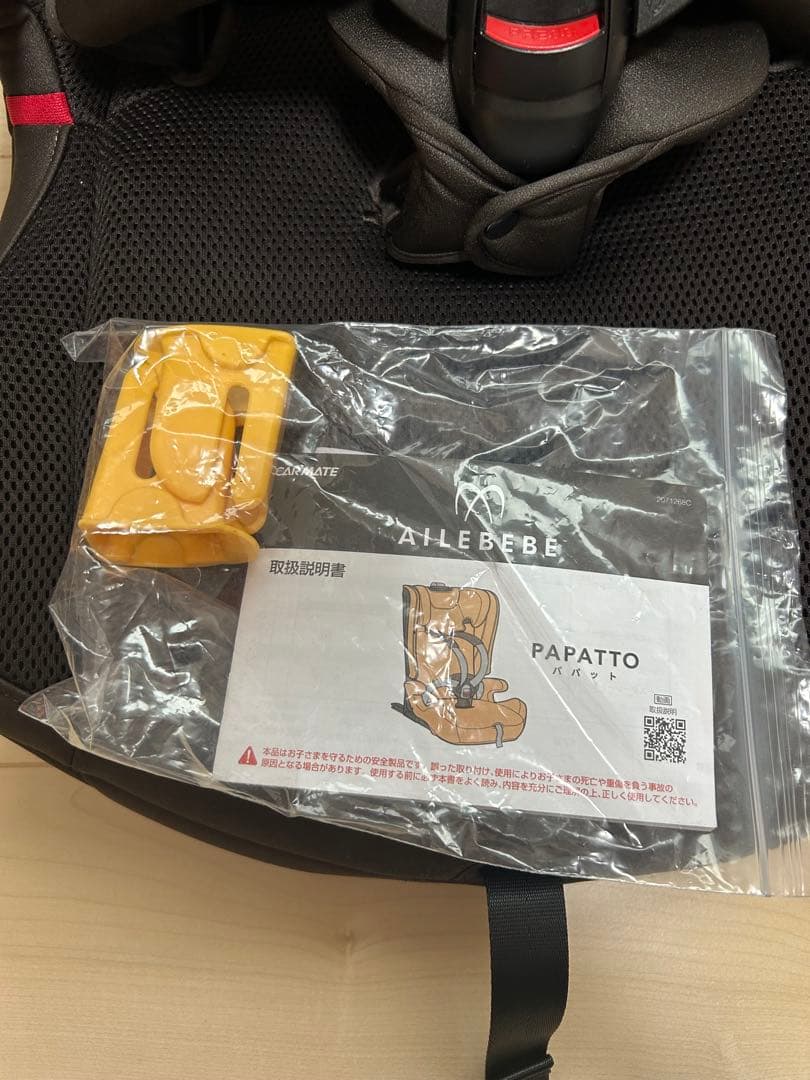 PRESS
CARMATE
2071268C
AILEBEBE
取扱説明書
PAPATTO
パパット
動画
取扱説明
本品はお子さまを守るための安全製品です。誤った取り付け、使用によりお子さまの死亡や重傷を負う事故の
原因となる場合があります。使用する前に必ず本書をよく読み、内容を充分にご理解の上、正しく使用してください。